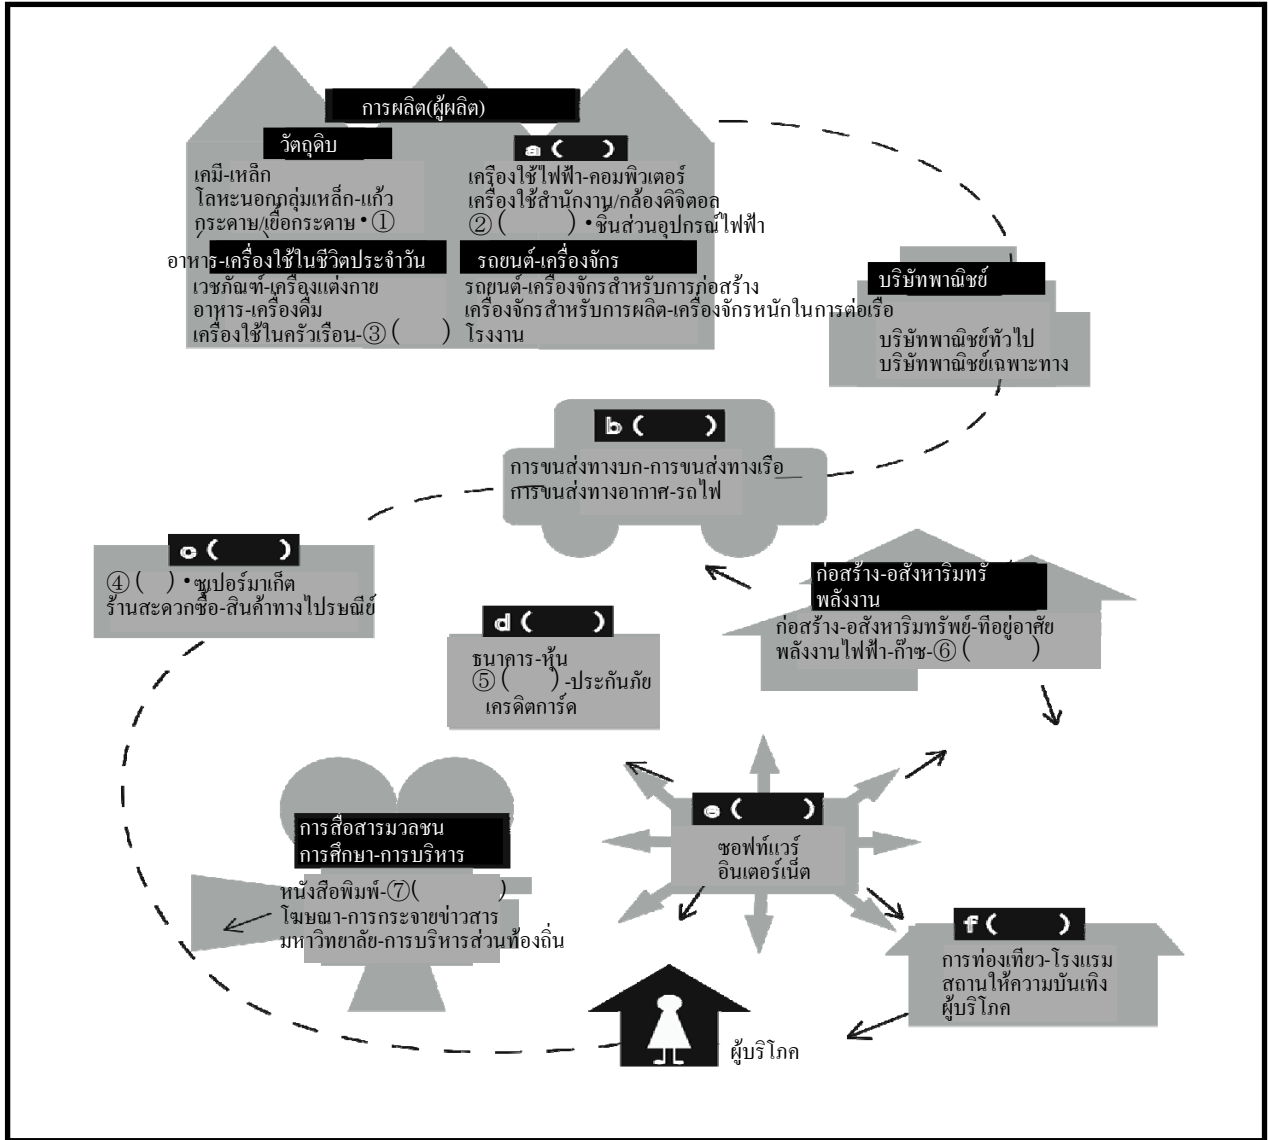 การผลิต(ผู้ผลิต)
วัตถุดิบ
เคมี-เหล็ก
โลหะนอกกลุ่มเหล็ก-แก้ว
กระดาษ/เยื่อกระดาษ・①
a (   )
เครื่องใช้ไฟฟ้า-คอมพิวเตอร์
เครื่องใช้สำนักงาน/กล้องดิจิตอล
② (   )・ชิ้นส่วนอุปกรณ์ไฟฟ้า
อาหาร-เครื่องใช้ในชีวิตประจำวัน
เวชภัณฑ์-เครื่องแต่งกาย
อาหาร-เครื่องดื่ม
เครื่องใช้ในครัวเรือน-③ (   )
รถยนต์-เครื่องจักร
รถยนต์-เครื่องจักรสำหรับการก่อสร้าง
เครื่องจักรสำหรับการผลิต-เครื่องจักรหนักในการต่อเรือ
โรงงาน
บริษัทพาณิชย์
บริษัทพาณิชย์ทั่วไป
บริษัทพาณิชย์เฉพาะทาง
b (   )
การขนส่งทางบก-การขนส่งทางเรือ
การขนส่งทางอากาศ-รถไฟ
c (   )
④ (   )・ซูเปอร์มาเก็ต
ร้านสะดวกซื้อ-สินค้าทางไปรษณีย์
ก่อสร้าง-อสังหาริมทรั
พลังงาน
ก่อสร้าง-อสังหาริมทรัพย์-ที่อยู่อาศัย
พลังงานไฟฟ้า-ก๊าซ-⑥ (   )
d (   )
ธนาคาร-หุ้น
⑤ (   )-ประกันภัย
เครดิตการ์ด
e (   )
ซอฟท์แวร์
อินเตอร์เน็ต
การสื่อสารมวลชน
การศึกษา-การบริหาร
หนังสือพิมพ์-⑦(   )
โฆษณา-การกระจายข่าวสาร
มหาวิทยาลัย-การบริหารส่วนท้องถิ่น
f (   )
การท่องเที่ยว-โรงแรม
สถานให้ความบันเทิง
ผู้บริโภค
ผู้บริโภค